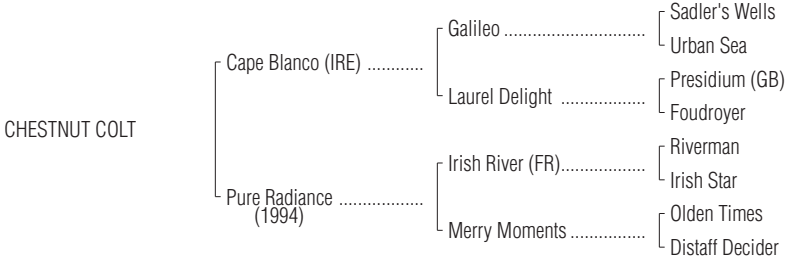 Sadler's Wells
Galileo ..............................
Urban Sea
Cape Blanco (IRE) ............
Presidium (GB)
Laurel Delight ..................
Foudroyer
CHESTNUT COLT
Riverman
Irish River (FR)..................
Irish Star
Pure Radiance ..................
(1994)
Olden Times
Merry Moments ................
Distaff Decider